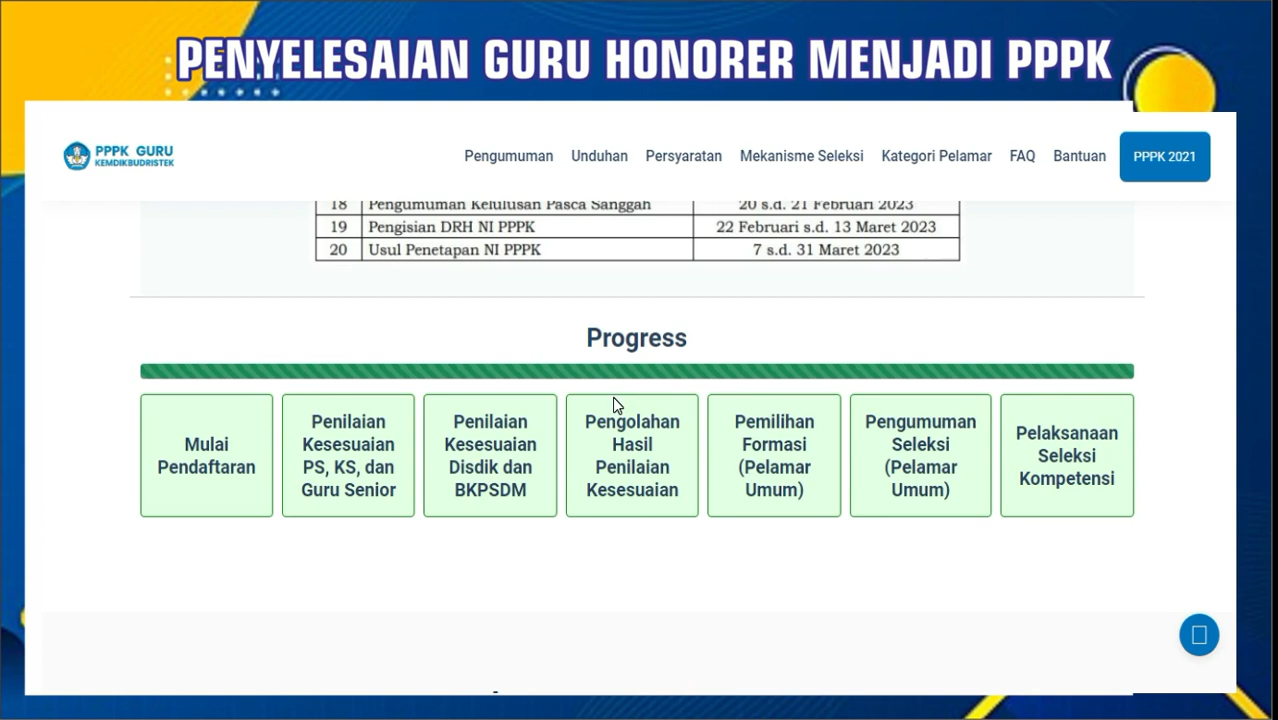 PENYELESAIAN GURU HONORER MENJADI PPPK
PPPK GURU
KEMDIKBUDRISTEK
Pengumuman Unduhan Persyaratan Mekanisme Seleksi Kategori Pelamar FAQ Bantuan PPPK 2021
18 Pengumuman Kelulusan Pasca Sanggah 20 s.d. 21 Februari 2023
19 Pengisian DRH NI PPPK 22 Februari s.d. 13 Maret 2023
20 Usul Penetapan NI PPPK 7 s.d. 31 Maret 2023
Progress
Mulai
Pendaftaran
Penilaian
Kesesuaian
PS, KS, dan
Guru Senior
Penilaian
Kesesuaian
Disdik dan
BKPSDM
Pengolahan
Hasil
Penilaian
Kesesuaian
Pemilihan
Formasi
(Pelamar
Umum)
Pengumuman
Seleksi
(Pelamar
Umum)
Pelaksanaan
Seleksi
Kompetensi